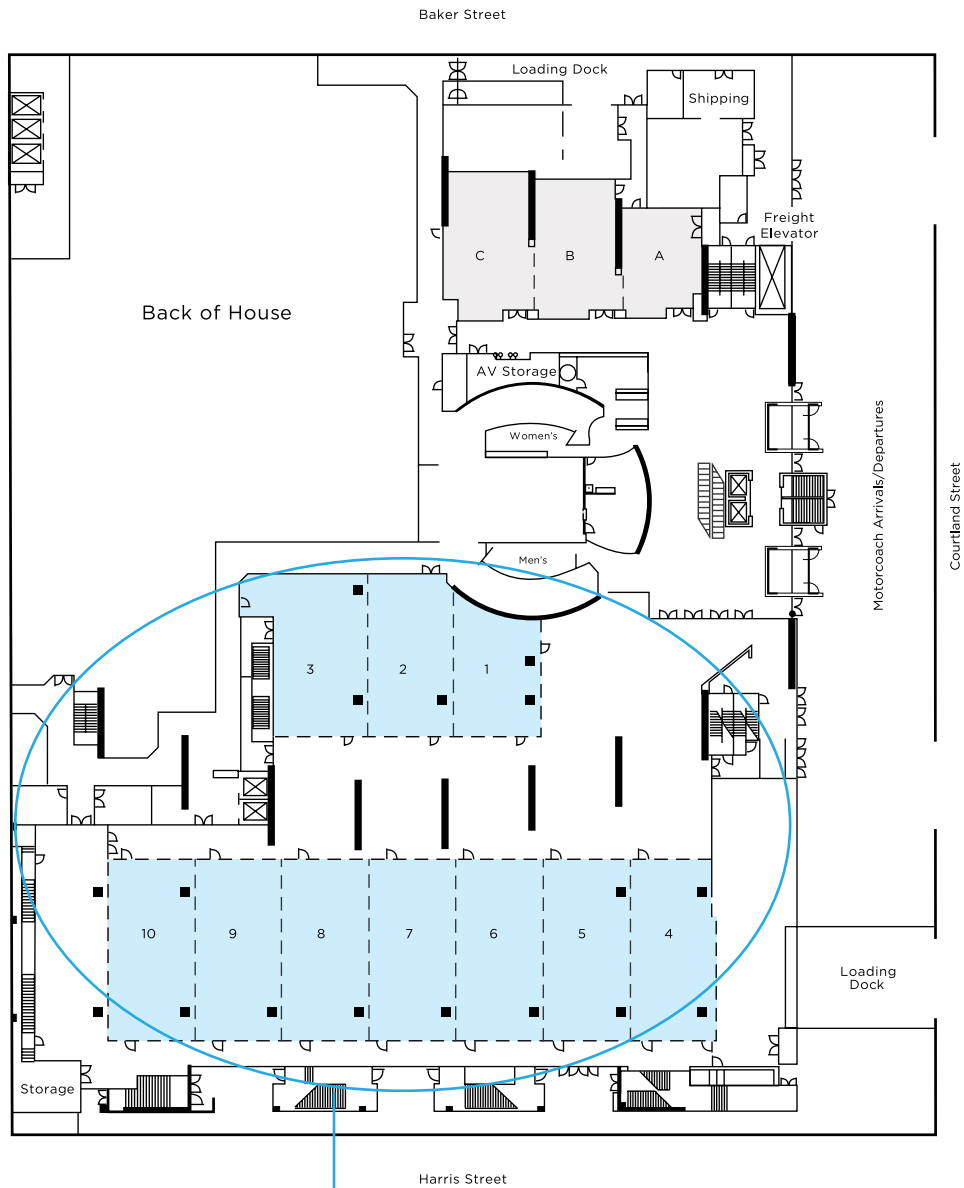 Baker Street
Loading Dock
Shipping
Freight
Elevator
C
B
A
Back of House
AV Storage
Women's
Men's
Motorcoach Arrivals/Departures
Courtland Street
3
2
1
10
9
8
7
6
5
4
Loading
Dock
Storage
Harris Street